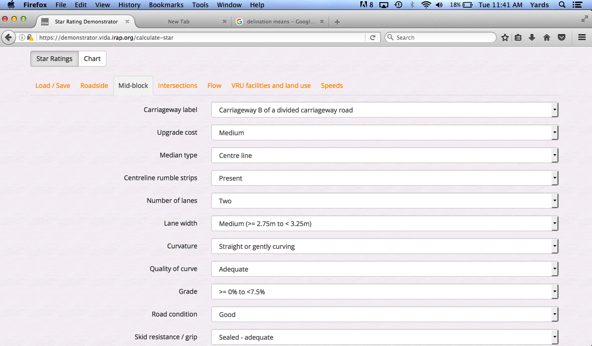 Firefox File Edit View History Bookmarks Tools Window Help 8 18% Tue 11:41 AM Yards
Star Rating Demonstrator × New Tab × delination means – Googl... × +
https://demonstrator.vida.irap.org/calculate-star Search
Star Ratings Chart
Load / Save Roadside Mid-block Intersections Flow VRU facilities and land use Speeds
Carriageway label Carriageway B of a divided carriageway road
Upgrade cost Medium
Median type Centre line
Centreline rumble strips Present
Number of lanes Two
Lane width Medium (>= 2.75m to < 3.25m)
Curvature Straight or gently curving
Quality of curve Adequate
Grade >= 0% to <7.5%
Road condition Good
Skid resistance / grip Sealed - adequate